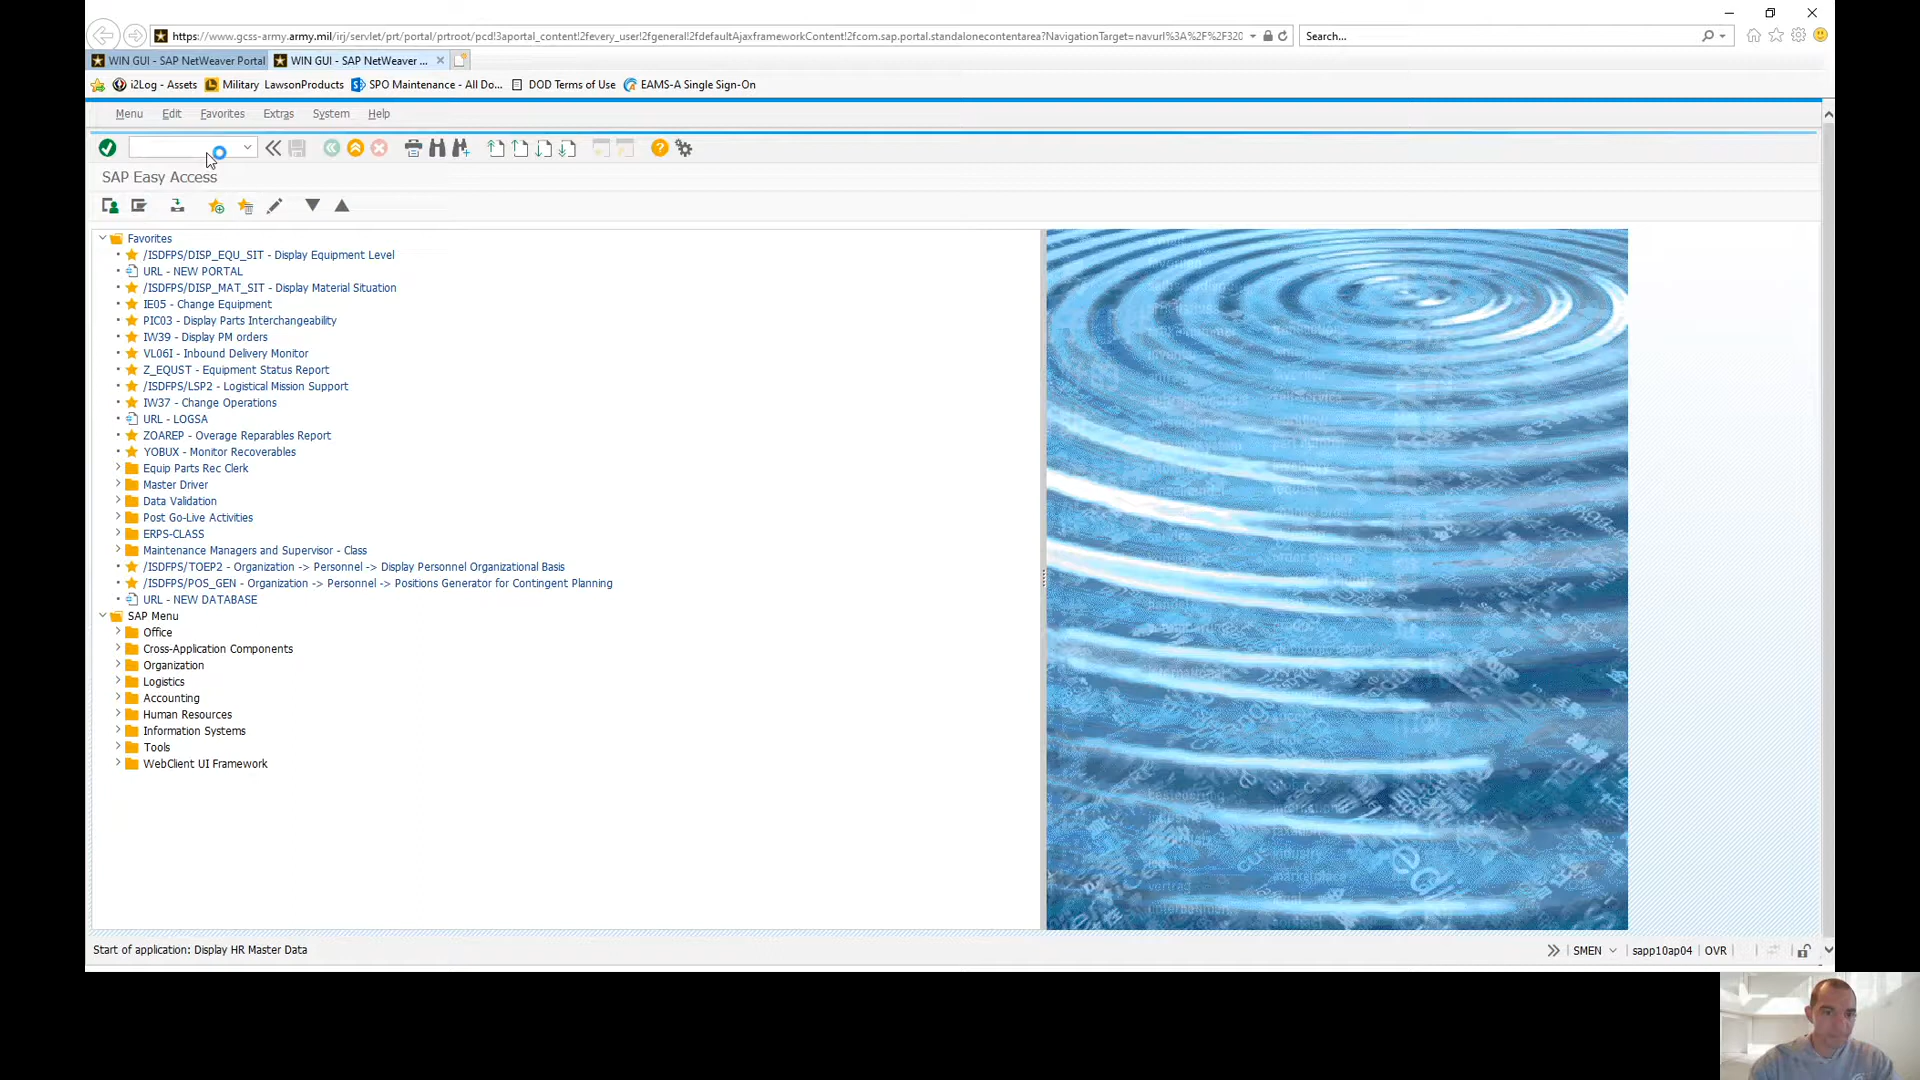 https://www.gcss-army.army.mil/irj/servlet/prt/portal/prtroot/pcd!3aportal_content!2fevery_user!2fgeneral!2fdefaultAjaxframeworkContent!2fcom.sap.portal.standalonecontentarea?NavigationTarget=navurl%3A%2F%2F320
Search...
WIN GUI - SAP NetWeaver Portal
WIN GUI - SAP NetWeaver ...
i2Log - Assets
Military LawsonProducts
SPO Maintenance - All Do...
DOD Terms of Use
EAMS-A Single Sign-On
Menu
Edit
Favorites
Extras
System
Help
SAP Easy Access
Favorites
/ISDFPS/DISP_EQU_SIT - Display Equipment Level
URL - NEW PORTAL
/ISDFPS/DISP_MAT_SIT - Display Material Situation
IE05 - Change Equipment
PIC03 - Display Parts Interchangeability
IW39 - Display PM orders
VL06I - Inbound Delivery Monitor
Z_EQUST - Equipment Status Report
/ISDFPS/LSP2 - Logistical Mission Support
IW37 - Change Operations
URL - LOGSA
ZOAREP - Overage Reparables Report
YOBUX - Monitor Recoverables
Equip Parts Rec Clerk
Master Driver
Data Validation
Post Go-Live Activities
ERPS-CLASS
Maintenance Managers and Supervisor - Class
/ISDFPS/TOEP2 - Organization -> Personnel -> Display Personnel Organizational Basis
/ISDFPS/POS_GEN - Organization -> Personnel -> Positions Generator for Contingent Planning
URL - NEW DATABASE
SAP Menu
Office
Cross-Application Components
Organization
Logistics
Accounting
Human Resources
Information Systems
Tools
WebClient UI Framework
Start of application: Display HR Master Data
SMEN
sapp10ap04
OVR